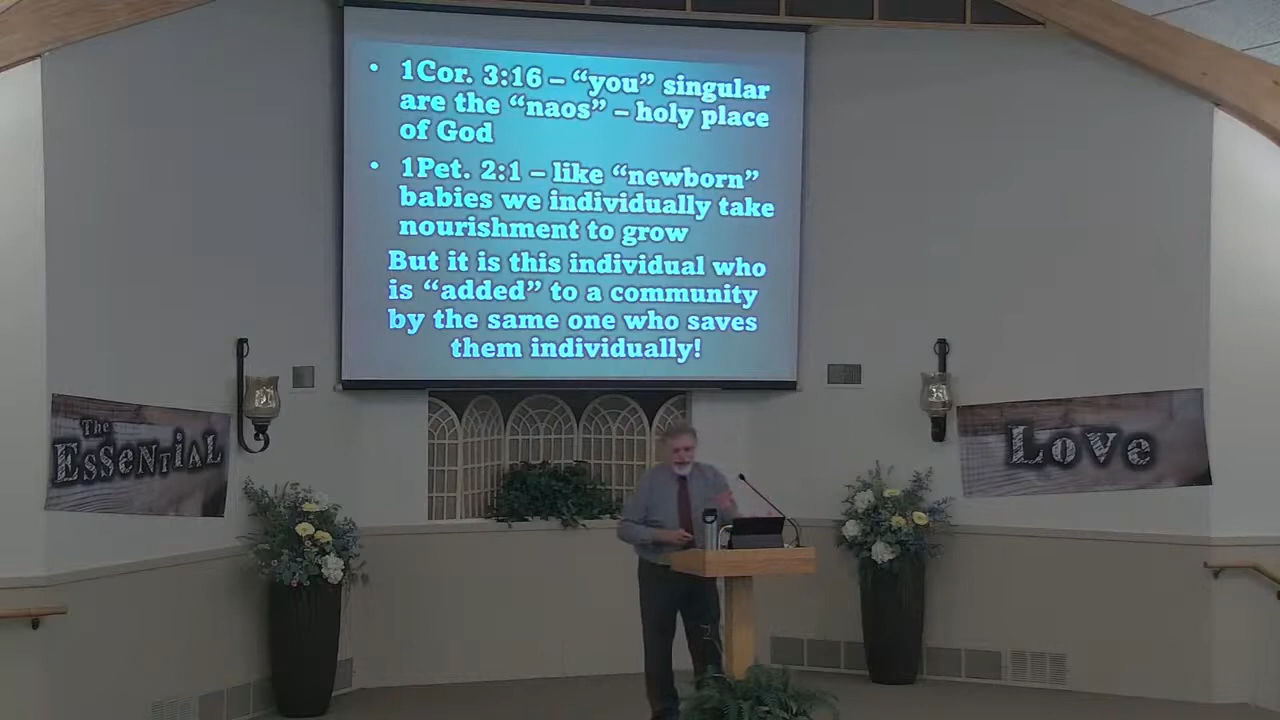 • 1Cor. 3:16 – “you” singular
are the “naos” – holy place
of God
• 1Pet. 2:1 – like “newborn”
babies we individually take
nourishment to grow
But it is this individual who
is “added” to a community
by the same one who saves
them individually!
The
ESSENTiAL
LOVe